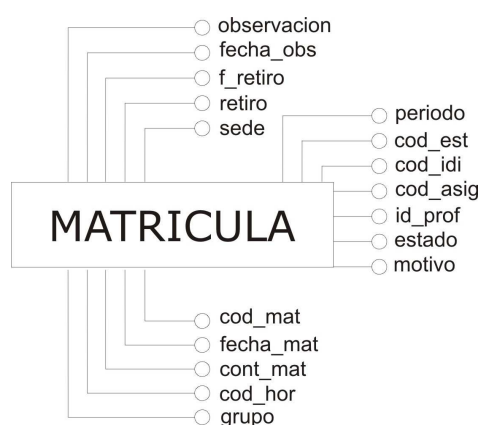 observacion
fecha_obs
f_retiro
retiro
sede
periodo
cod_est
cod_idi
cod_asig
id_prof
estado
motivo
MATRICULA
cod_mat
fecha_mat
cont_mat
cod_hor
grupo